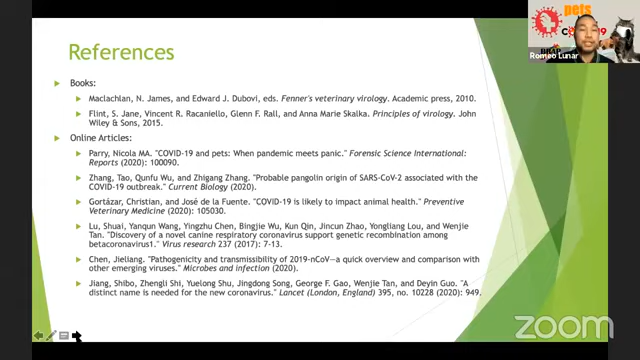 pets
Romeo Lunar
References
Books:
Maclachlan, N. James, and Edward J. Dubovi, eds. Fenner's veterinary virology. Academic press, 2010.
Flint, S. Jane, Vincent R. Racaniello, Glenn F. Rall, and Anna Marie Skalka. Principles of virology. John
Wiley & Sons, 2015.
Online Articles:
Parry, Nicola MA. "COVID-19 and pets: When pandemic meets panic." Forensic Science International:
Reports (2020): 100090.
Zhang, Tao, Qunfu Wu, and Zhigang Zhang. "Probable pangolin origin of SARS-CoV-2 associated with the
COVID-19 outbreak." Current Biology (2020).
Gortázar, Christian, and José de la Fuente. "COVID-19 is likely to impact animal health." Preventive
Veterinary Medicine (2020): 105030.
Lu, Shuai, Yanqun Wang, Yingzhu Chen, Bingjie Wu, Kun Qin, Jincun Zhao, Yongliang Lou, and Wenjie
Tan. "Discovery of a novel canine respiratory coronavirus support genetic recombination among
betacoronavirus1." Virus research 237 (2017): 7-13.
Chen, Jieliang. "Pathogenicity and transmissibility of 2019-nCoV—a quick overview and comparison with
other emerging viruses." Microbes and infection (2020).
Jiang, Shibo, Zhengli Shi, Yuelong Shu, Jingdong Song, George F. Gao, Wenjie Tan, and Deyin Guo. "A
distinct name is needed for the new coronavirus." Lancet (London, England) 395, no. 10228 (2020): 949.
zoom